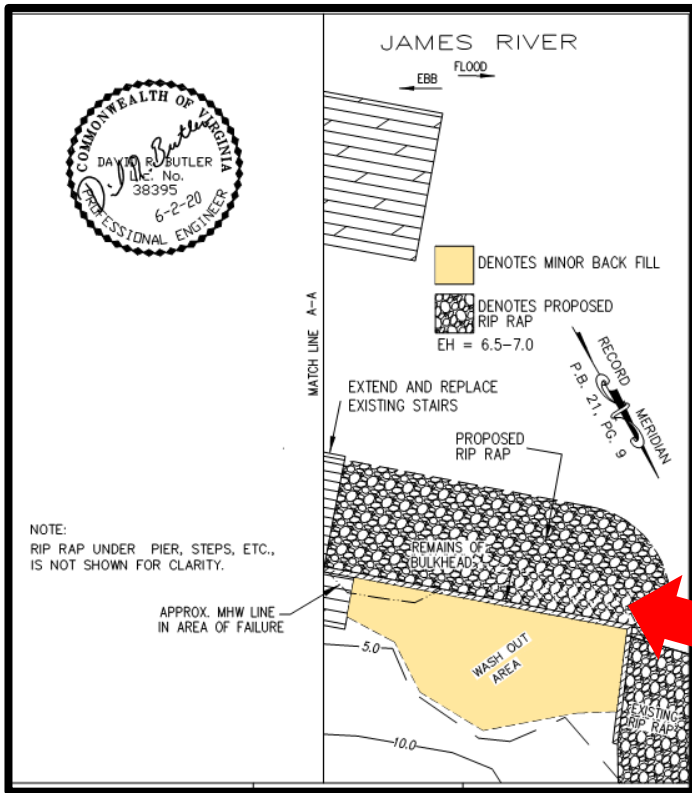 JAMES RIVER
EBB
FLOOD
COMMONWEALTH OF VIRGINIA
David R. Butler
DAVID R. BUTLER
LIC. No.
38395
6-2-20
PROFESSIONAL ENGINEER
DENOTES MINOR BACK FILL
DENOTES PROPOSED
RIP RAP
EH = 6.5-7.0
MATCH LINE A-A
RECORD MERIDIAN
P.B. 21, PG. 9
EXTEND AND REPLACE
EXISTING STAIRS
PROPOSED
RIP RAP
NOTE:
RIP RAP UNDER PIER, STEPS, ETC.,
IS NOT SHOWN FOR CLARITY.
REMAINS OF
BULKHEAD
APPROX. MHW LINE
IN AREA OF FAILURE
5.0
WASH OUT
AREA
EXISTING
RIP RAP
10.0